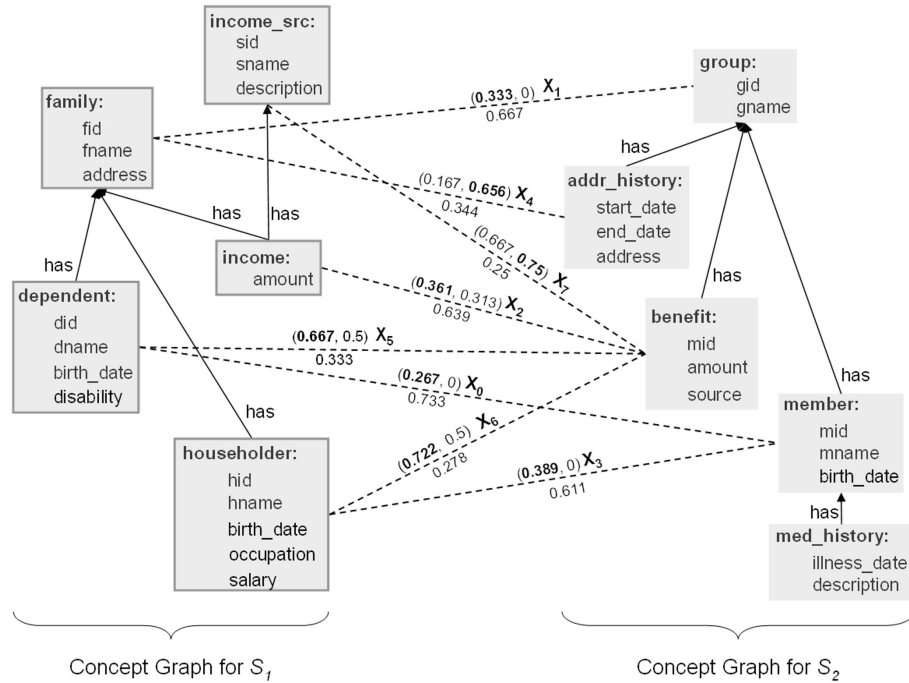 income_src:
sid
sname
description
family:
fid
fname
address
has
has
income:
amount
has
dependent:
did
dname
birth_date
disability
has
householder:
hid
hname
birth_date
occupation
salary
(0.333, 0) X1
0.667
(0.167, 0.656) X4
0.344
(0.667, 0.75) X7
0.25
(0.361, 0.313) X2
0.639
(0.667, 0.5) X5
0.333
(0.267, 0) X0
0.733
(0.722, 0.5) X6
0.278
(0.389, 0) X3
0.611
group:
gid
gname
has
addr_history:
start_date
end_date
address
has
benefit:
mid
amount
source
has
member:
mid
mname
birth_date
has
med_history:
illness_date
description
Concept Graph for S1
Concept Graph for S2